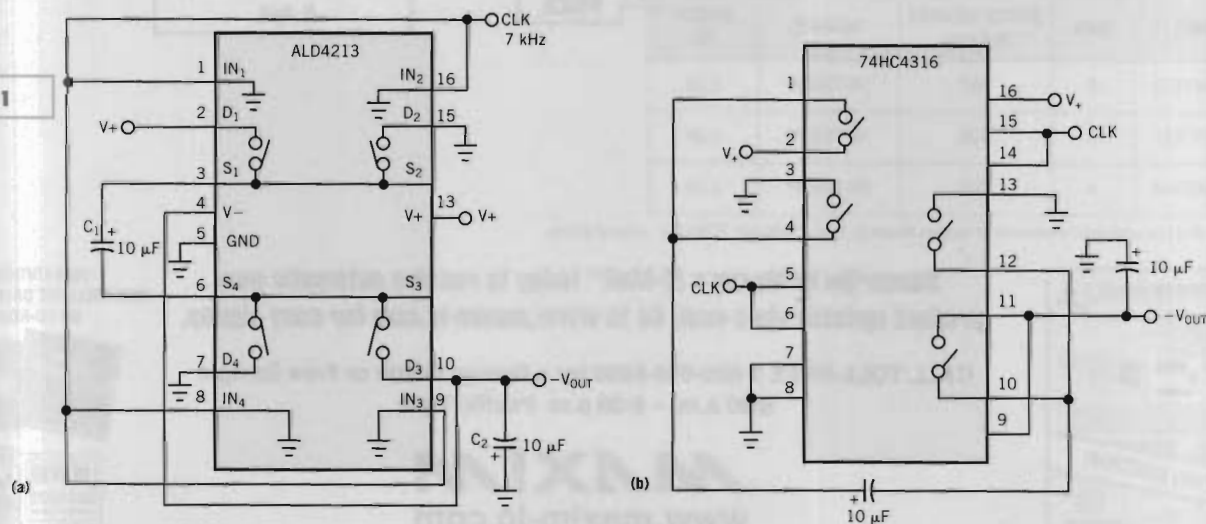 1
CLK
7 kHz
ALD4213
1 IN1
IN2 16
2 D1
D2 15
V+
S1 S2
3
4 V−
V+ 13 V+
C1 +
10 µF
5 GND
6 S4 S3
7 D4
D3 10
−VOUT
8 IN4
IN3 9
C2
+
10 µF
(a)
74HC4316
1
16 V+
15
CLK
2
V+
14
3
13
4
+
10 µF
12
5
CLK
11
−VOUT
6
7
10
8
9
(b)
+
10 µF